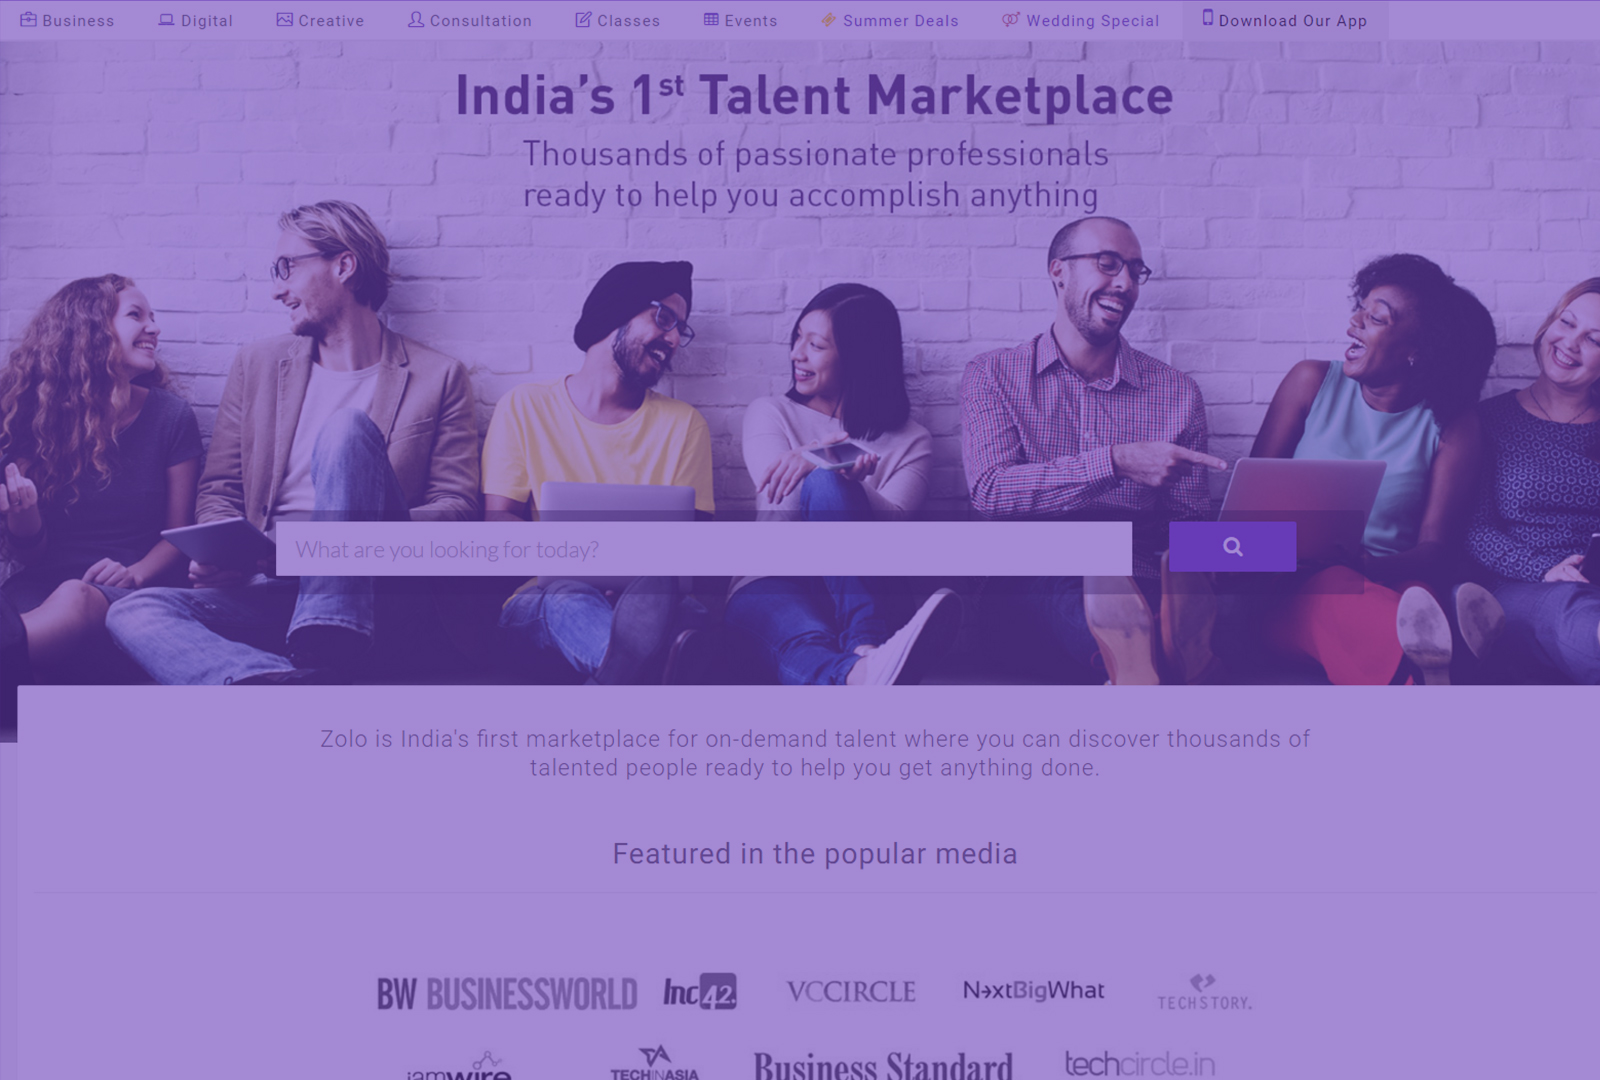 Business Digital Creative Consultation Classes Events Summer Deals Wedding Special Download Our App
India's 1st Talent Marketplace
Thousands of passionate professionals
ready to help you accomplish anything
What are you looking for today?
Zolo is India's first marketplace for on-demand talent where you can discover thousands of
talented people ready to help you get anything done.
Featured in the popular media
BW BUSINESSWORLD Inc42. VCCIRCLE NextBigWhat TECHSTORY.
iamwire TECHINASIA Business Standard techcircle.in